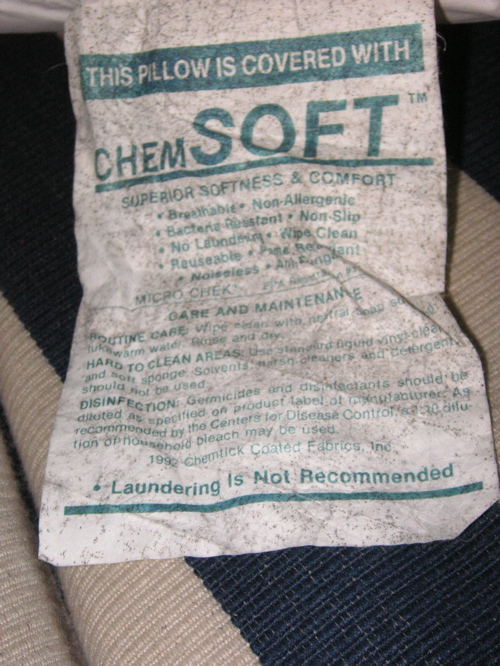 THIS PILLOW IS COVERED WITH
CHEMSOFT™
SUPERIOR SOFTNESS & COMFORT
• Breathable • Non-Allergenic
• Bacteria Resistant • Non-Slip
• No Laundering • Wipe Clean
• Reuseable •
• Noiseless •
MICRO CHEK
CARE AND MAINTENANCE
ROUTINE CARE: Wipe clean with neutral soap
lukewarm water. Rinse and dry.
HARD TO CLEAN AREAS: Use standard liquid vinyl cleaner
and soft sponge. Solvents, harsh cleaners and detergents
should not be used.
DISINFECTION: Germicides and disinfectants should be
diluted as specified on product label of manufacturer. As
recommended by the Centers for Disease Control, a 1:10 dilu-
tion of household bleach may be used.
Chemtick Coated Fabrics, Inc.
• Laundering Is Not Recommended